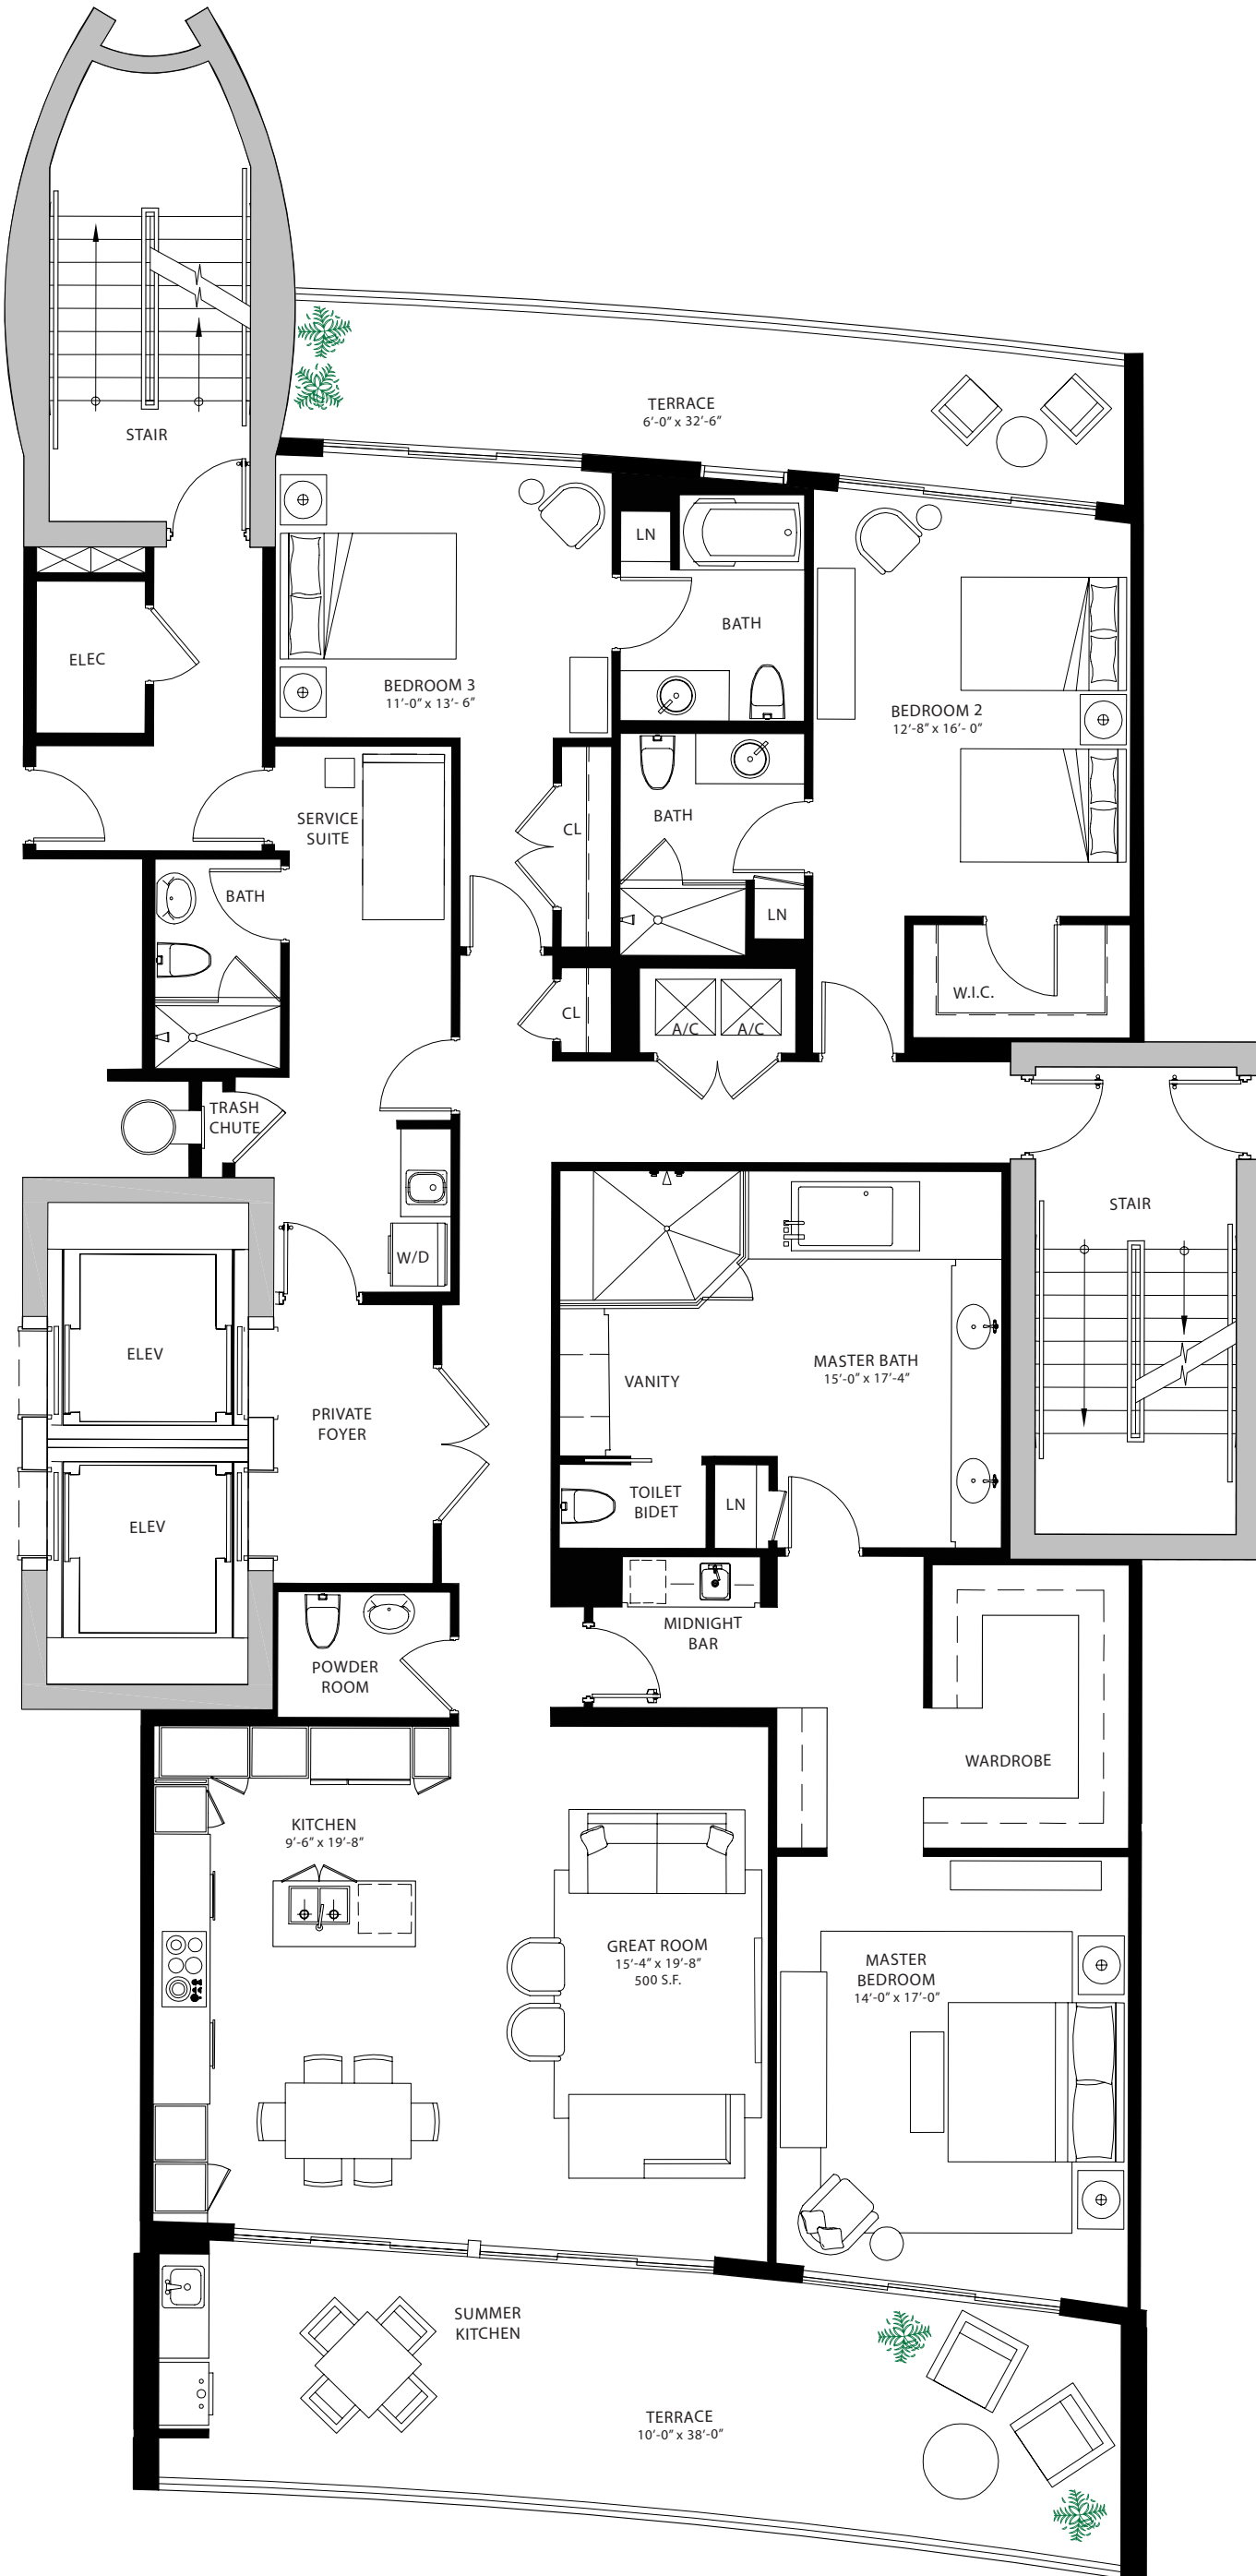 TERRACE
6'-0" x 32'-6"
STAIR
LN
BATH
ELEC
BEDROOM 3
11'-0" x 13'- 6"
BEDROOM 2
12'-8" x 16'- 0"
SERVICE
SUITE
CL
BATH
BATH
LN
W.I.C.
CL
A/C
A/C
TRASH
CHUTE
STAIR
W/D
ELEV
MASTER BATH
15'-0" x 17'-4"
VANITY
PRIVATE
FOYER
TOILET
BIDET
LN
ELEV
MIDNIGHT
BAR
POWDER
ROOM
WARDROBE
KITCHEN
9'-6" x 19'-8"
GREAT ROOM
15'-4" x 19'-8"
500 S.F.
MASTER
BEDROOM
14'-0" x 17'-0"
SUMMER
KITCHEN
TERRACE
10'-0" x 38'-0"